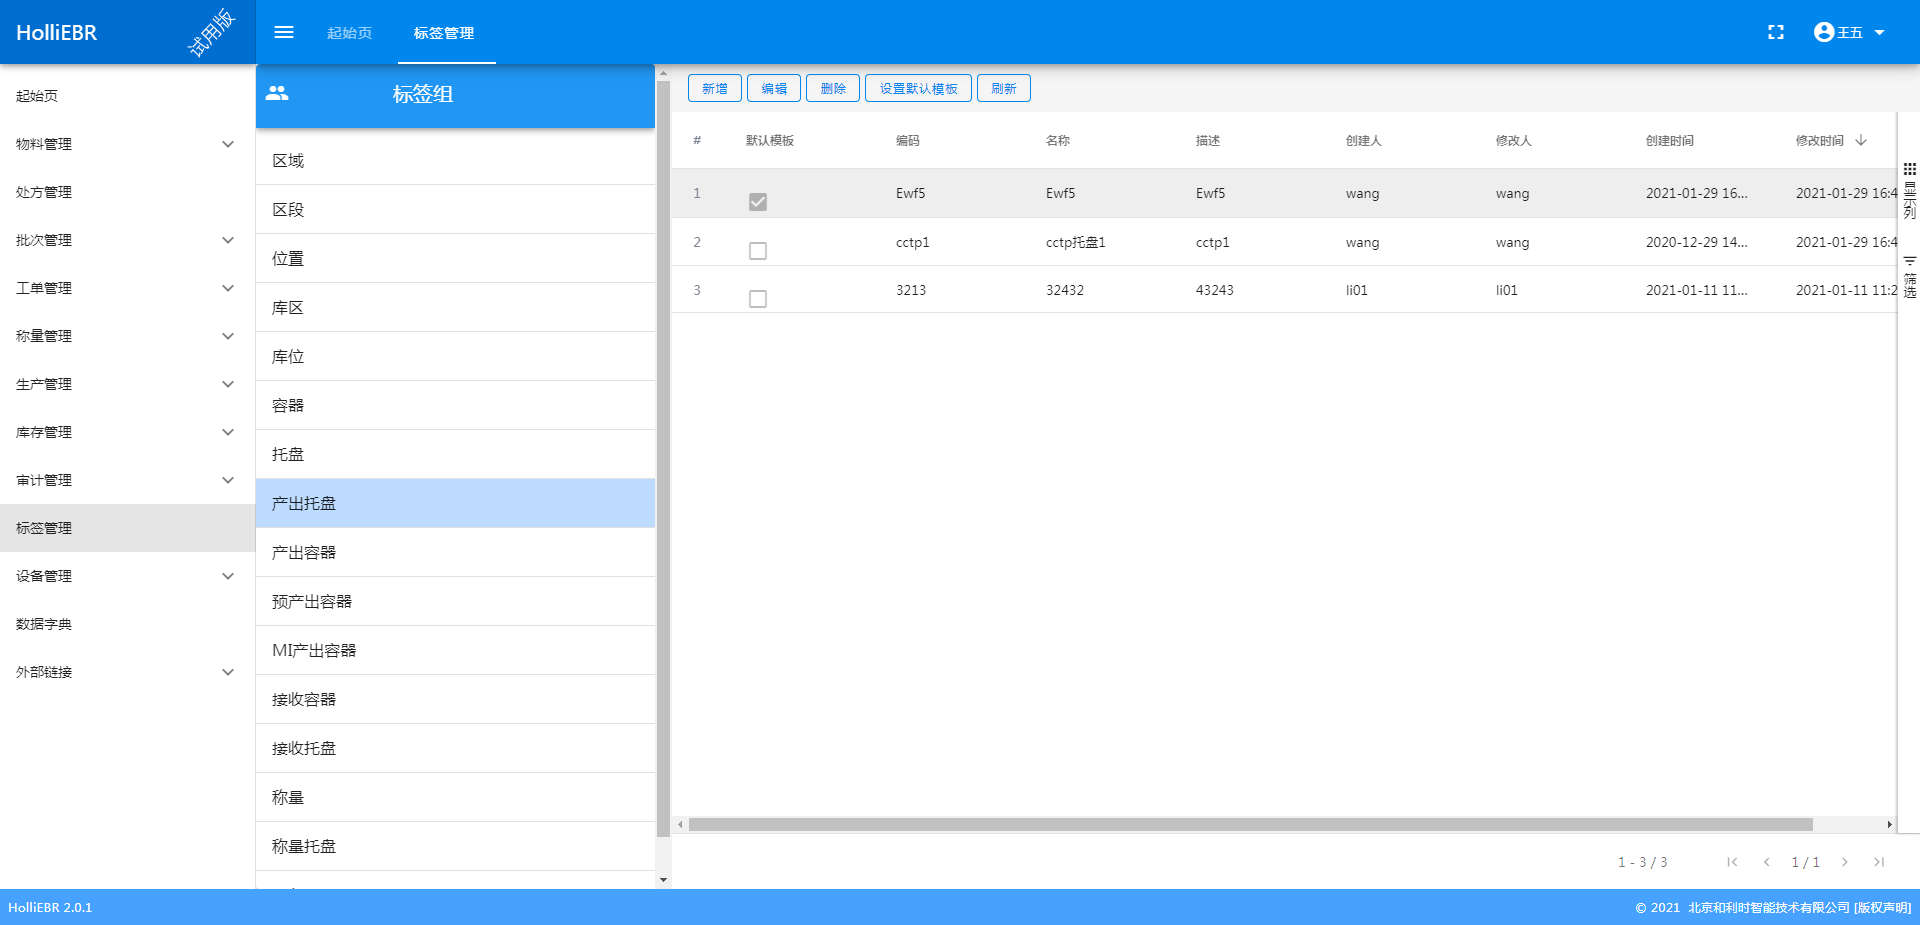 HolliEBR 试用版 起始页 标签管理 王五
起始页
物料管理
处方管理
批次管理
工单管理
称量管理
生产管理
库存管理
审计管理
标签管理
设备管理
数据字典
外部链接
标签组
区域
区段
位置
库区
库位
容器
托盘
产出托盘
产出容器
预产出容器
MI产出容器
接收容器
接收托盘
称量
称量托盘
新增 编辑 删除 设置默认模板 刷新
# 默认模板 编码 名称 描述 创建人 修改人 创建时间 修改时间
1 Ewf5 Ewf5 Ewf5 wang wang 2021-01-29 16... 2021-01-29 16:4
2 cctp1 cctp托盘1 cctp1 wang wang 2020-12-29 14... 2021-01-29 16:4
3 3213 32432 43243 li01 li01 2021-01-11 11... 2021-01-11 11:2
显示列
筛选
1 - 3 / 3 1 / 1
HolliEBR 2.0.1 © 2021 北京和利时智能技术有限公司 [版权声明]